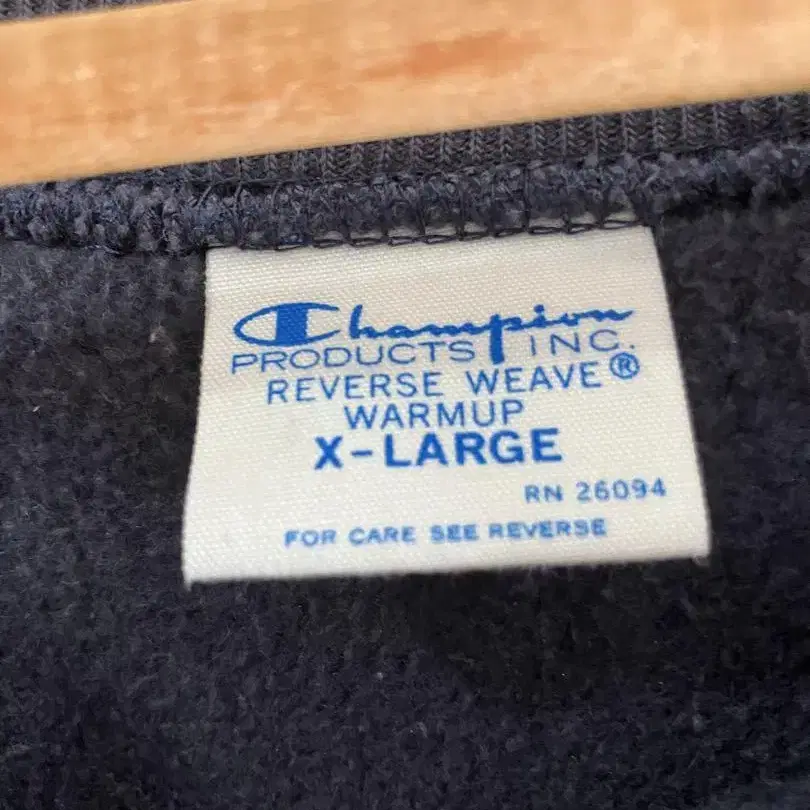 Champion
PRODUCTS INC.
REVERSE WEAVE®
WARMUP
X-LARGE
RN 26094
FOR CARE SEE REVERSE